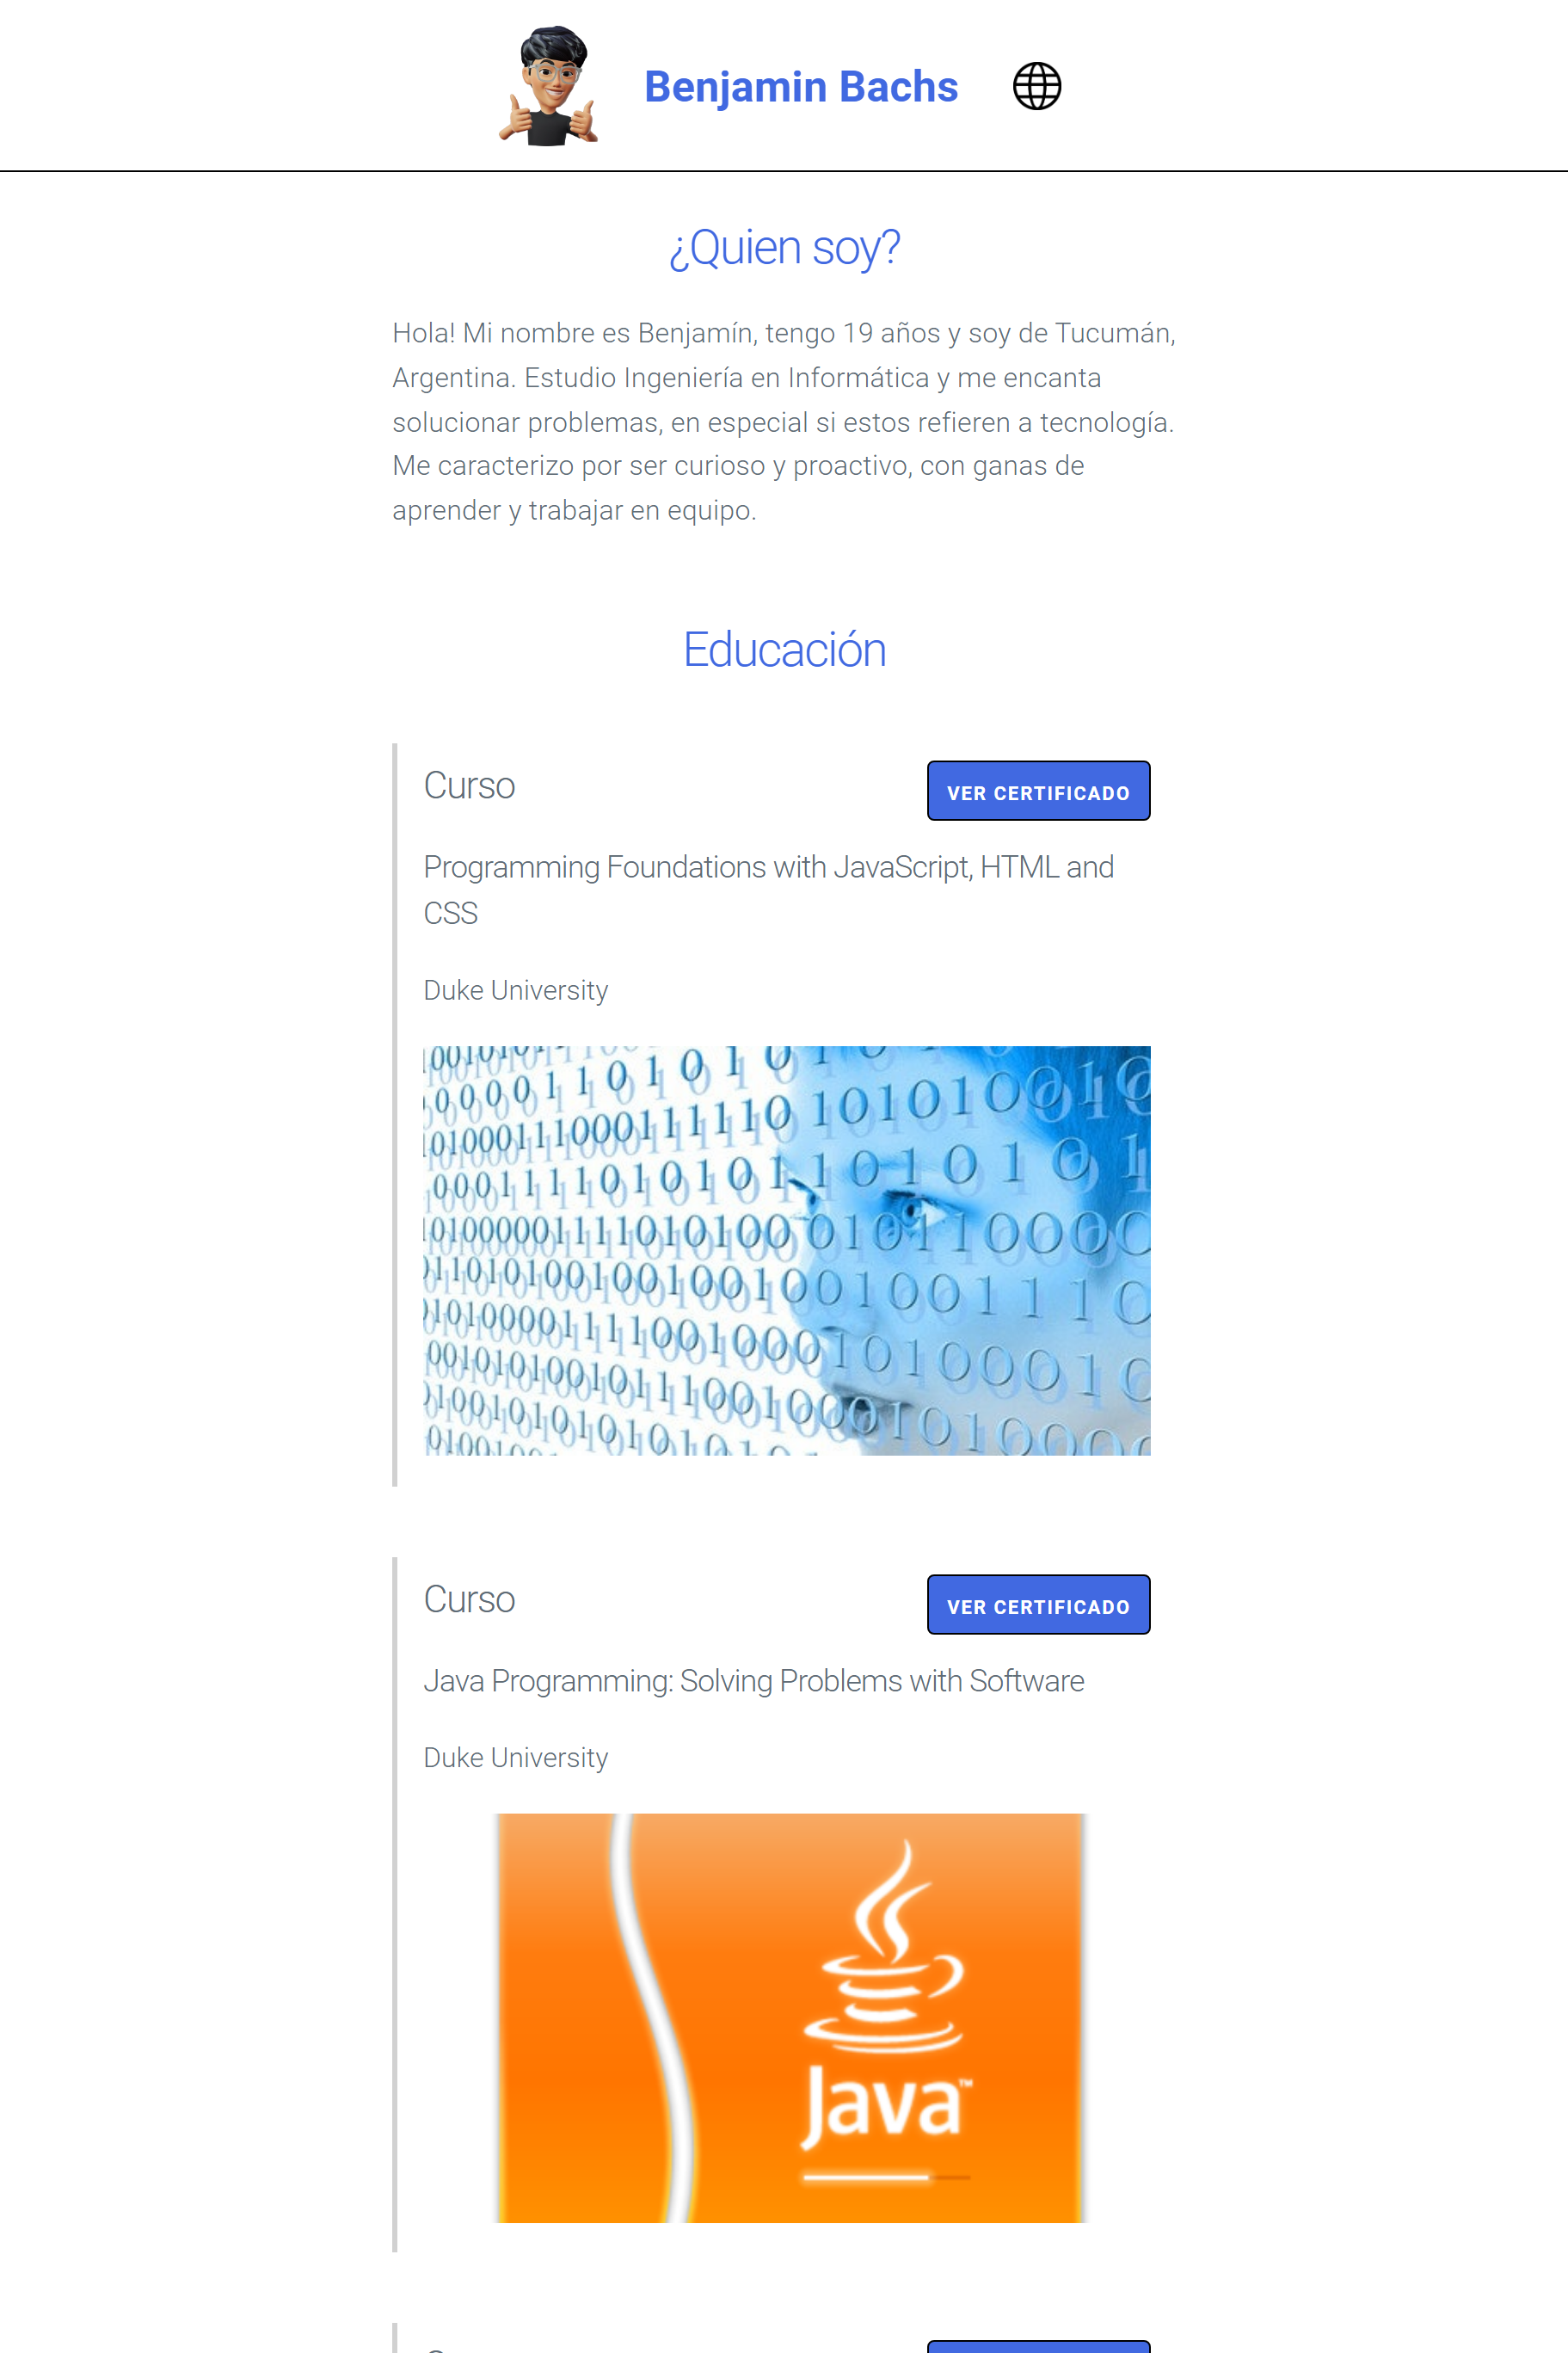 Benjamin Bachs
¿Quien soy?
Hola! Mi nombre es Benjamín, tengo 19 años y soy de Tucumán,
Argentina. Estudio Ingeniería en Informática y me encanta
solucionar problemas, en especial si estos refieren a tecnología.
Me caracterizo por ser curioso y proactivo, con ganas de
aprender y trabajar en equipo.
Educación
Curso
VER CERTIFICADO
Programming Foundations with JavaScript, HTML and
CSS
Duke University
Curso
VER CERTIFICADO
Java Programming: Solving Problems with Software
Duke University
Java™